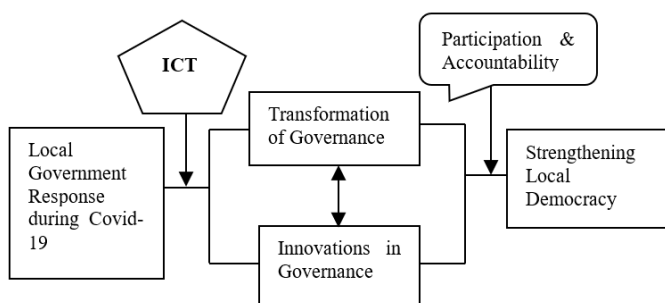 ICT
Participation &
Accountability
Local
Government
Response
during Covid-
19
Transformation
of Governance
Innovations in
Governance
Strengthening
Local
Democracy